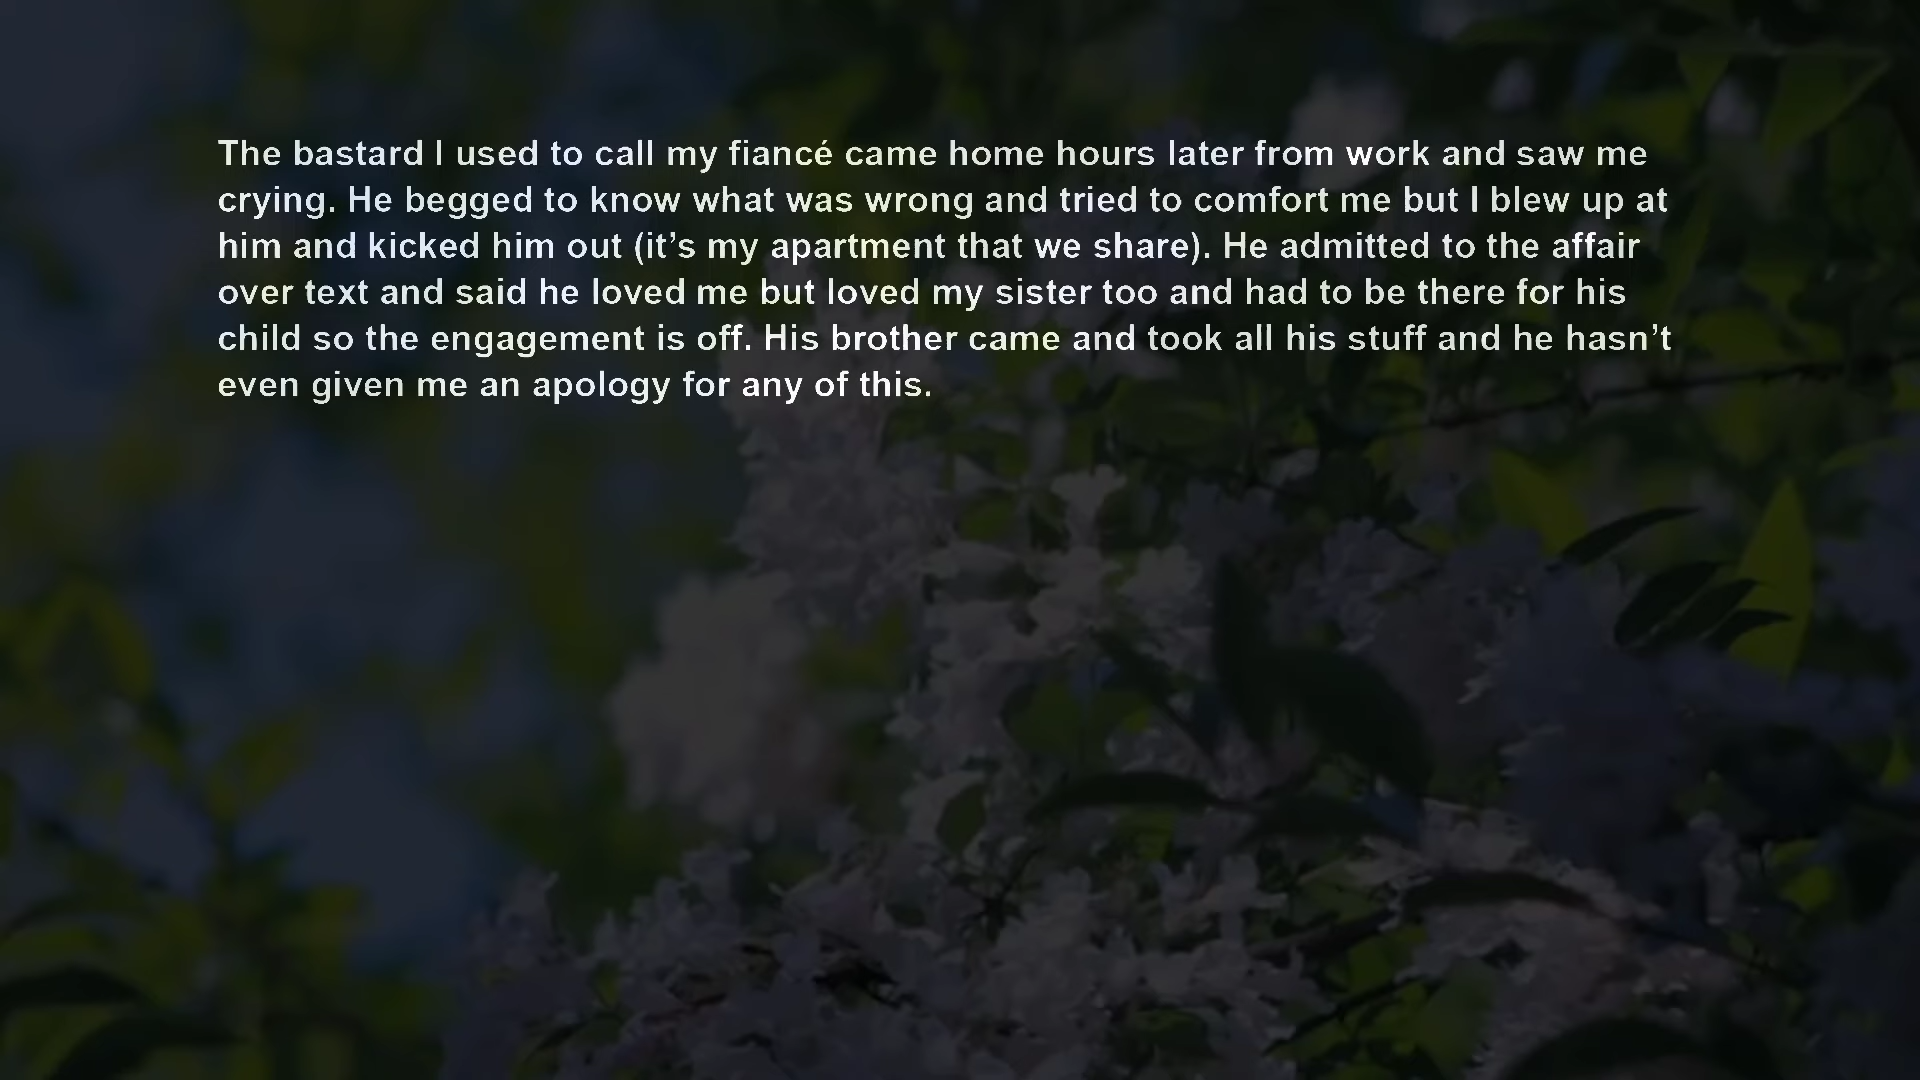 The bastard I used to call my fiancé came home hours later from work and saw me
crying. He begged to know what was wrong and tried to comfort me but I blew up at
him and kicked him out (it’s my apartment that we share). He admitted to the affair
over text and said he loved me but loved my sister too and had to be there for his
child so the engagement is off. His brother came and took all his stuff and he hasn’t
even given me an apology for any of this.